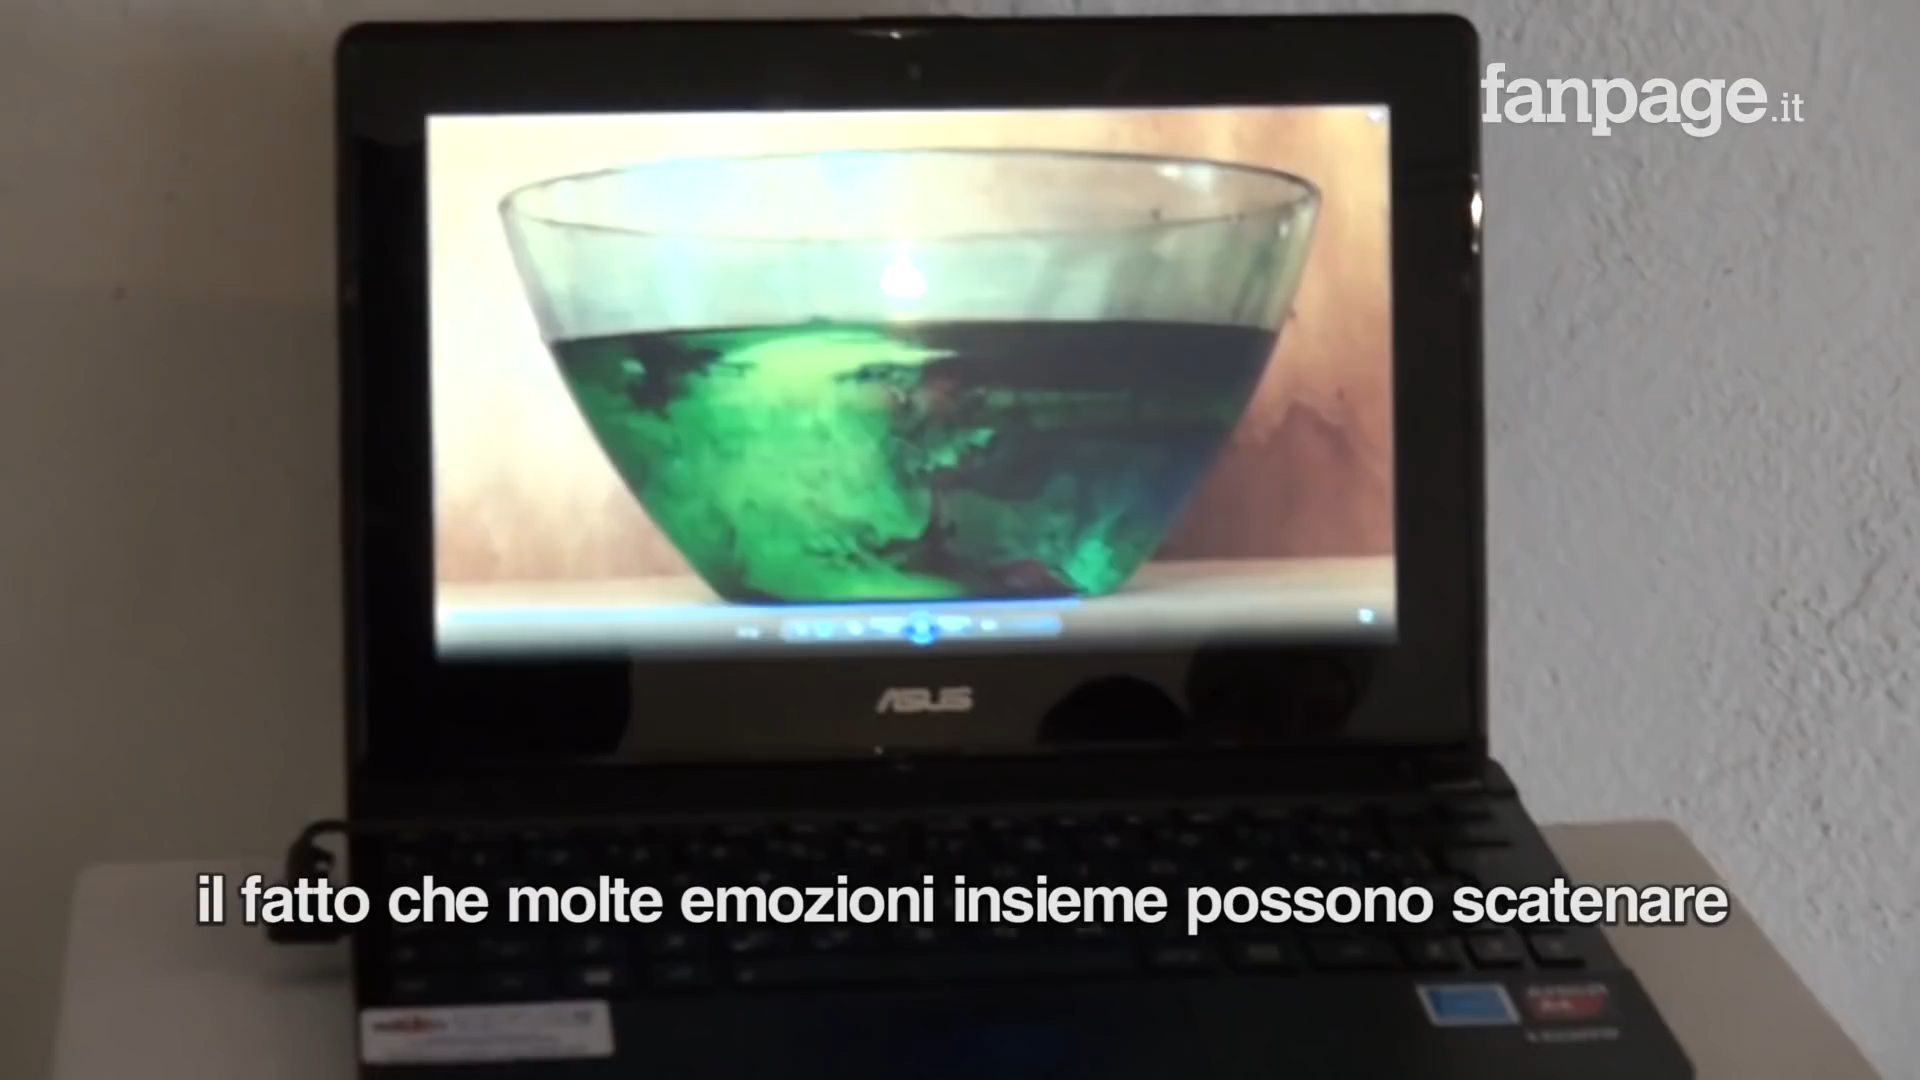 fanpage.it
ASUS
il fatto che molte emozioni insieme possono scatenare